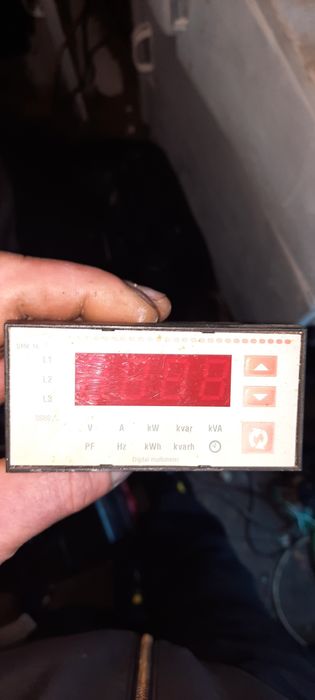 L1
L2
L3
V A kW kvar kVA
PF Hz kWh kvarh
Digital multimeter